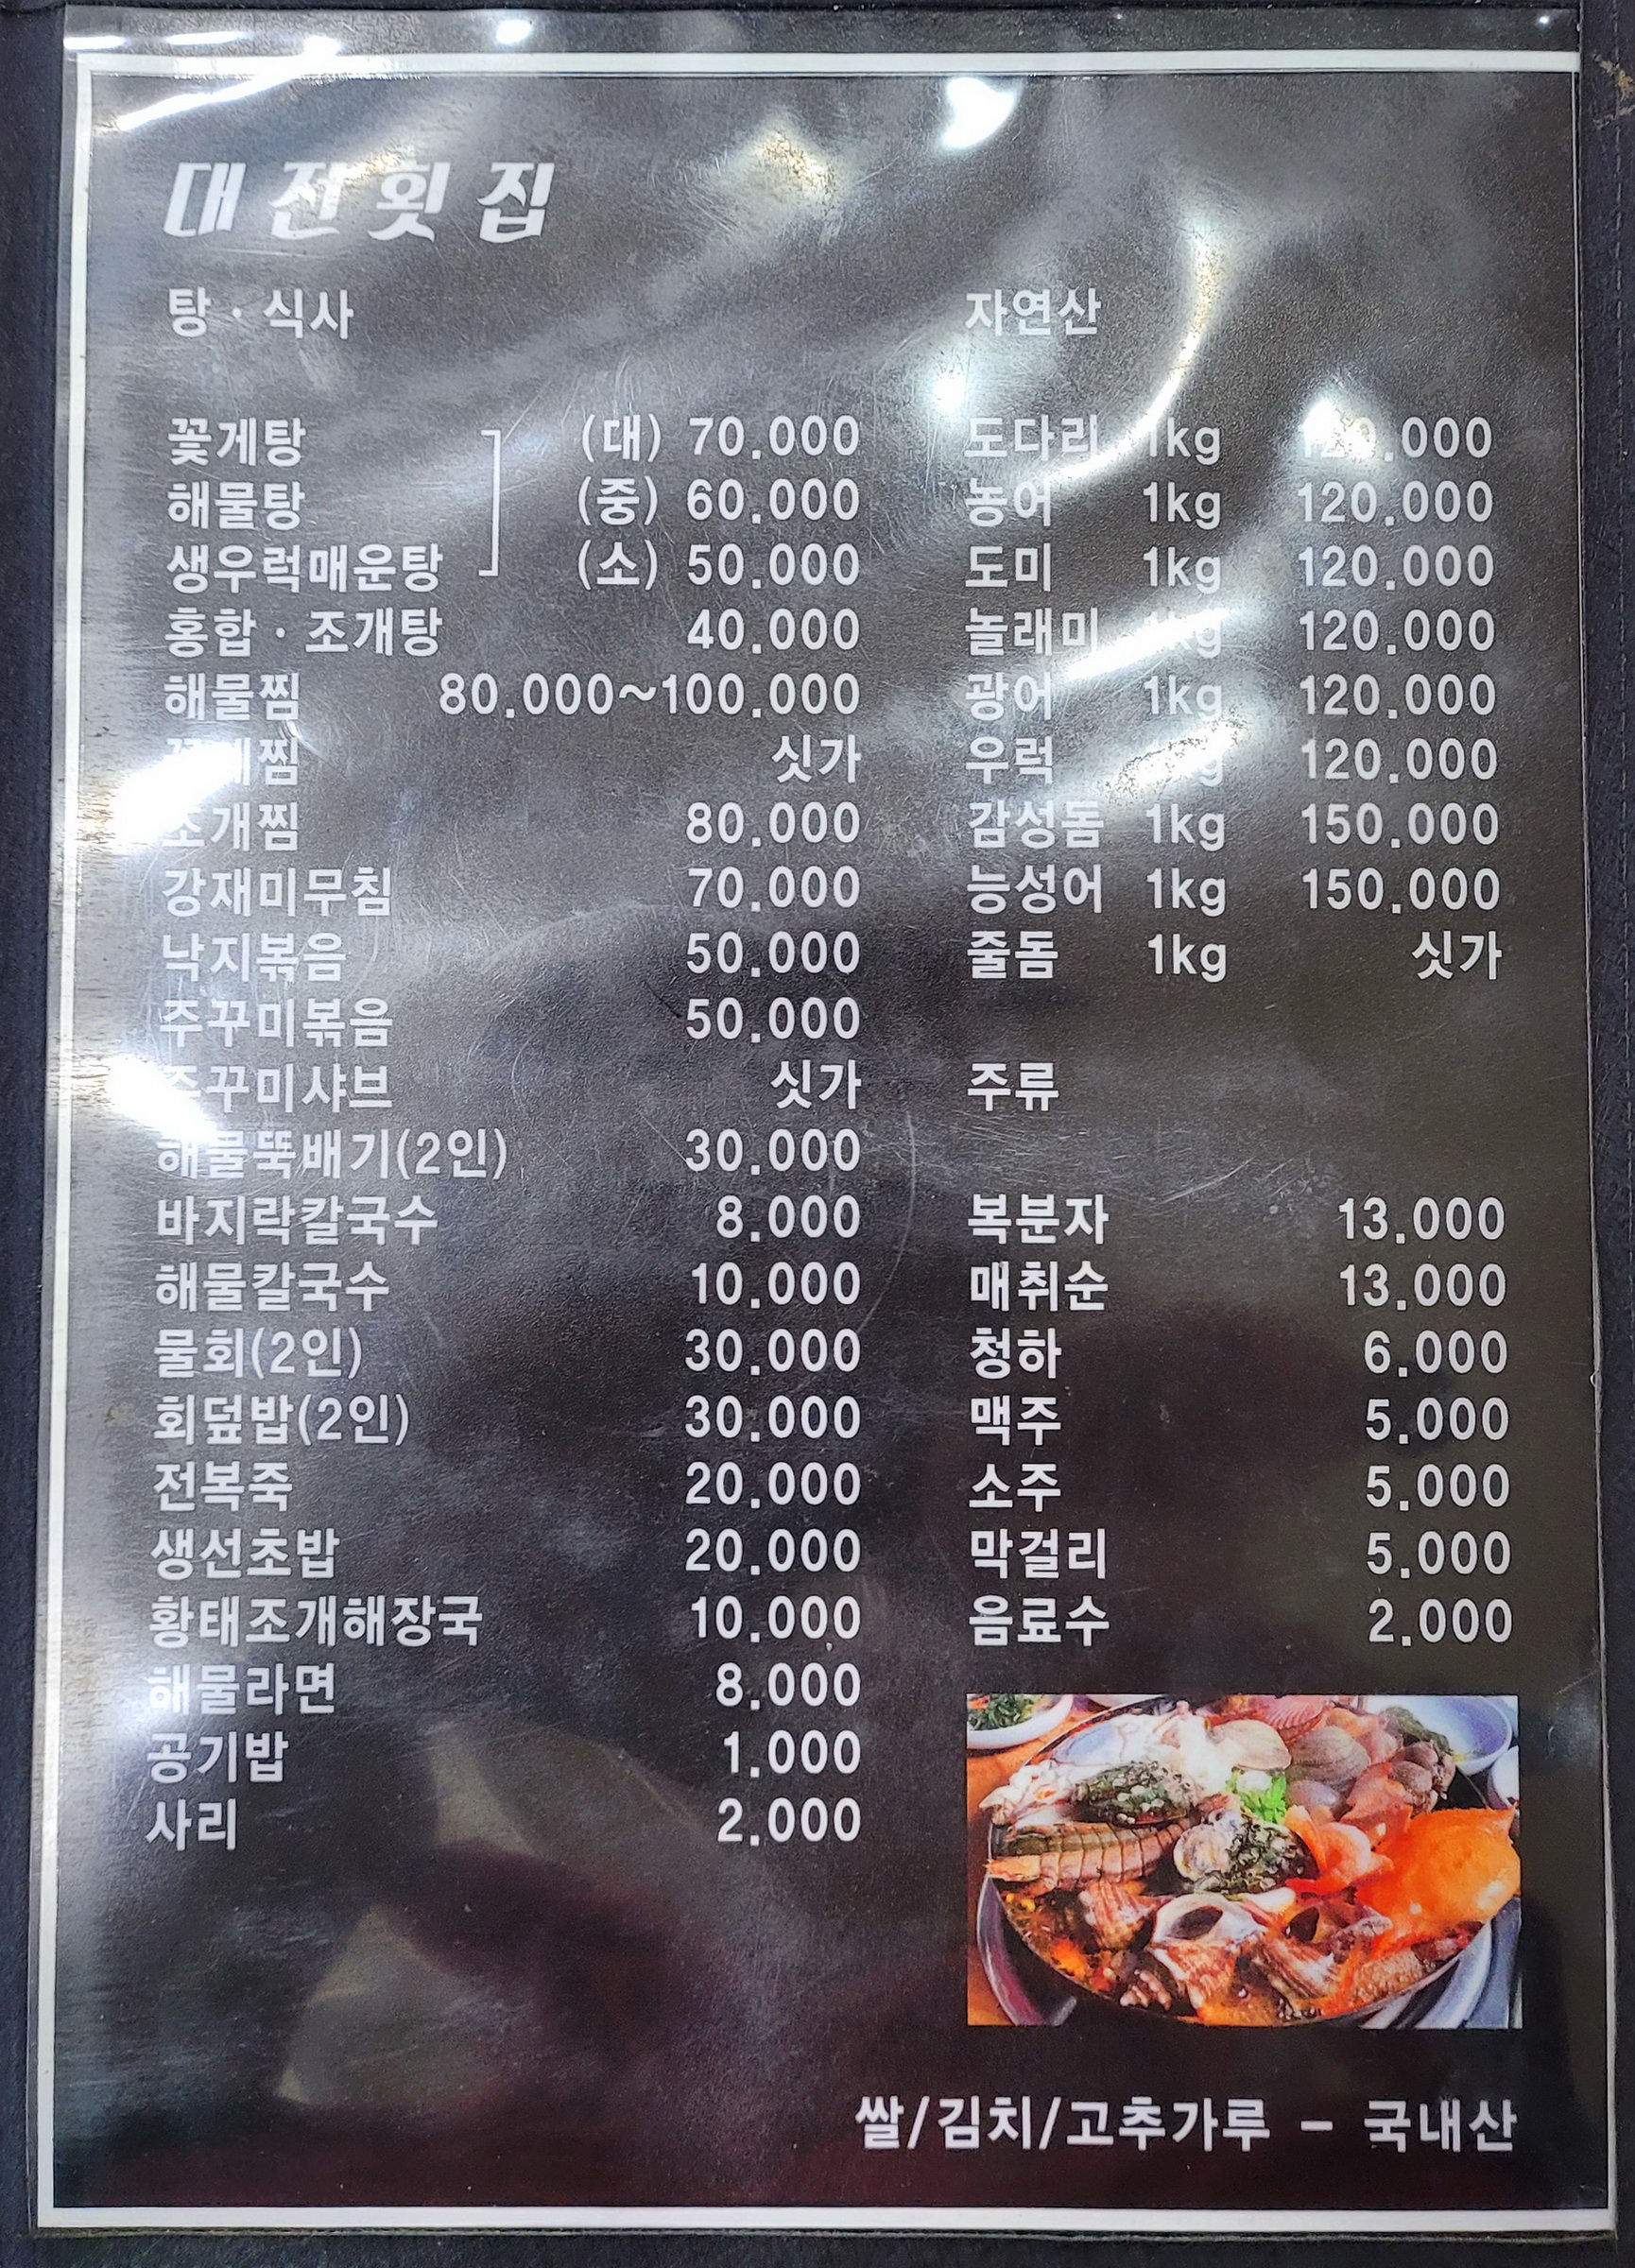 대전횟집
탕 · 식사
꽃게탕 (대) 70.000
해물탕 (중) 60.000
생우럭매운탕 (소) 50.000
홍합 · 조개탕 40.000
해물찜 80.000~100.000
싯가
조개찜 80.000
강재미무침 70.000
낙지볶음 50.000
주꾸미볶음 50.000
주꾸미샤브 싯가
해물뚝배기(2인) 30.000
바지락칼국수 8.000
해물칼국수 10.000
물회(2인) 30.000
회덮밥(2인) 30.000
전복죽 20.000
생선초밥 20.000
황태조개해장국 10.000
해물라면 8.000
공기밥 1.000
사리 2.000
자연산
도다리 1kg
농어 1kg 120.000
도미 1kg 120.000
놀래미 1kg 120.000
광어 1kg 120.000
우럭 120.000
감성돔 1kg 150.000
능성어 1kg 150.000
줄돔 1kg 싯가
주류
복분자 13.000
매취순 13.000
청하 6.000
맥주 5.000
소주 5.000
막걸리 5.000
음료수 2.000
쌀/김치/고추가루 - 국내산